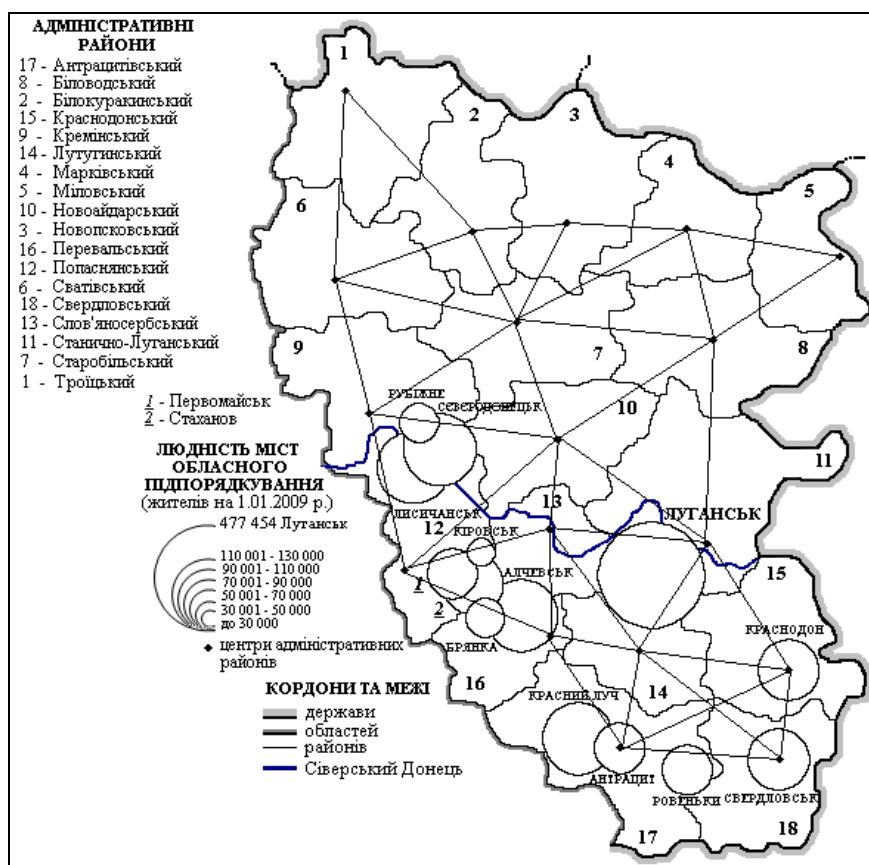 АДМІНІСТРАТИВНІ
РАЙОНИ
17 - Антрацитівський
8 - Біловодський
2 - Білокуракинський
15 - Краснодонський
9 - Кремінський
14 - Лутугинський
4 - Марківський
5 - Міловський
10 - Новоайдарський
3 - Новопсковський
16 - Перевальський
12 - Попаснянський
6 - Сватівський
18 - Свердловський
13 - Слов'яносербський
11 - Станично-Луганський
7 - Старобільський
1 - Троїцький
1 - Первомайськ
2 - Стаханов
ЛЮДНІСТЬ МІСТ
ОБЛАСНОГО
ПІДПОРЯДКУВАННЯ
(жителів на 1.01.2009 р.)
477 454 Луганськ
110 001 - 130 000
90 001 - 110 000
70 001 - 90 000
50 001 - 70 000
30 001 - 50 000
до 30 000
центри адміністративних
районів
КОРДОНИ ТА МЕЖІ
держави
областей
районів
Сіверський Донець
1
2
3
4
5
6
7
8
9
РУБІЖНЕ
СЄВЄРОДОНЕЦЬК
10
11
ЛИСИЧАНСЬК
13
ЛУГАНСЬК
12
КІРОВСЬК
АЛЧЕВСЬК
15
1
2
БРЯНКА
КРАСНОДОН
16
КРАСНИЙ ЛУЧ
14
АНТРАЦИТ
РОВЕНЬКИ
СВЕРДЛОВСЬК
17
18